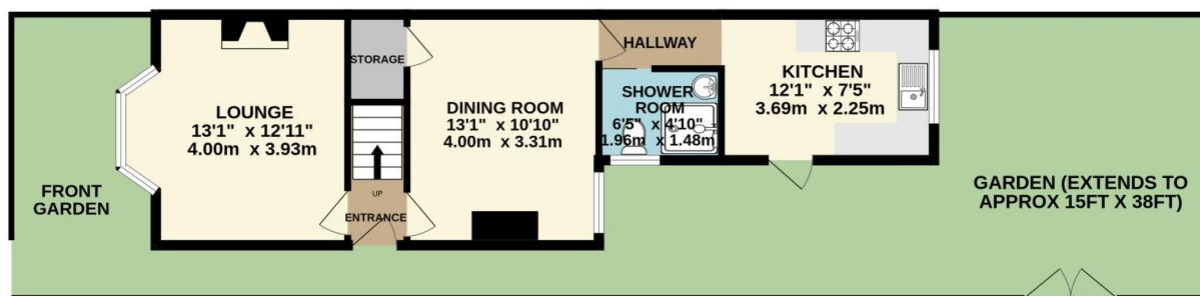 FRONT
GARDEN
LOUNGE
13'1" x 12'11"
4.00m x 3.93m
STORAGE
UP
ENTRANCE
DINING ROOM
13'1" x 10'10"
4.00m x 3.31m
HALLWAY
SHOWER
ROOM
6'5" x 4'10"
1.96m x 1.48m
KITCHEN
12'1" x 7'5"
3.69m x 2.25m
GARDEN (EXTENDS TO
APPROX 15FT X 38FT)